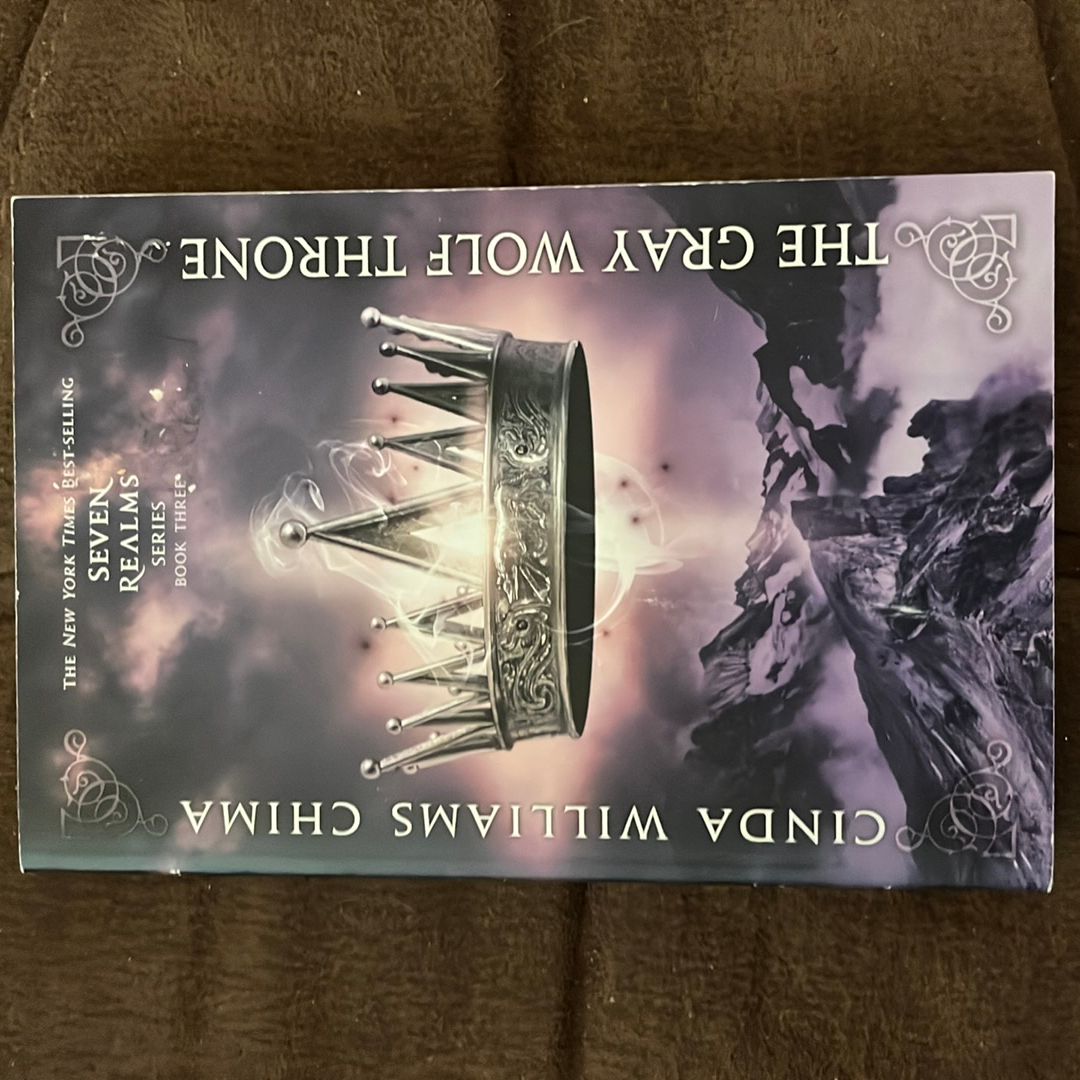 THE NEW YORK TIMES BEST-SELLING
SEVEN
REALMS
SERIES
BOOK THREE
THE GRAY WOLF THRONE
CINDA WILLIAMS CHIMA